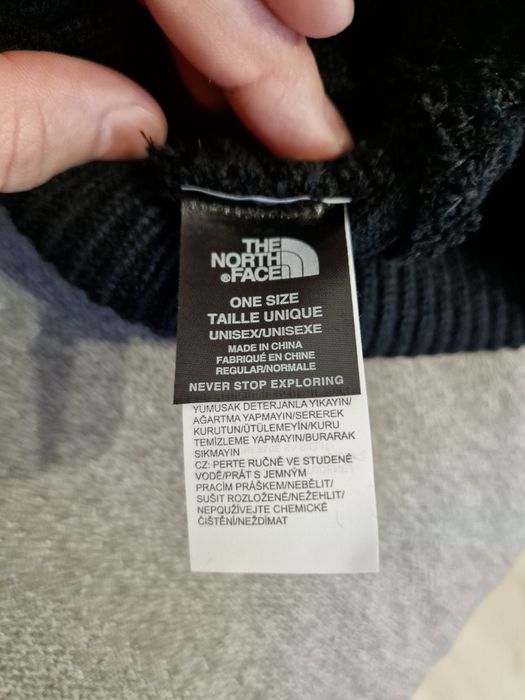 THE
NORTH
®FACE
ONE SIZE
TAILLE UNIQUE
UNISEX/UNISEXE
MADE IN CHINA
FABRIQUÉ EN CHINE
REGULAR/NORMALE
NEVER STOP EXPLORING
YUMUSAK DETERJANLA YIKAYIN/
AĞARTMA YAPMAYIN/SEREREK
KURUTUN/ÜTÜLEMEYİN/KURU
TEMİZLEME YAPMAYIN/BURARAK
SIKMAYIN
CZ: PERTE RUČNĚ VE STUDENÉ
VODĚ/PRÁT S JEMNÝM
PRACÍM PRÁŠKEM/NEBĚLIT/
SUŠIT ROZLOŽENÉ/NEŽEHLIT/
NEPOUŽÍVEJTE CHEMICKÉ
ČIŠTĚNÍ/NEŽDÍMAT